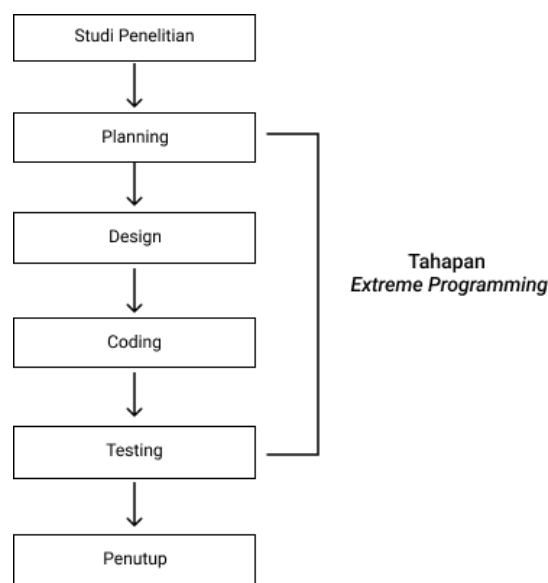 Studi Penelitian
Planning
Design
Tahapan
Extreme Programming
Coding
Testing
Penutup